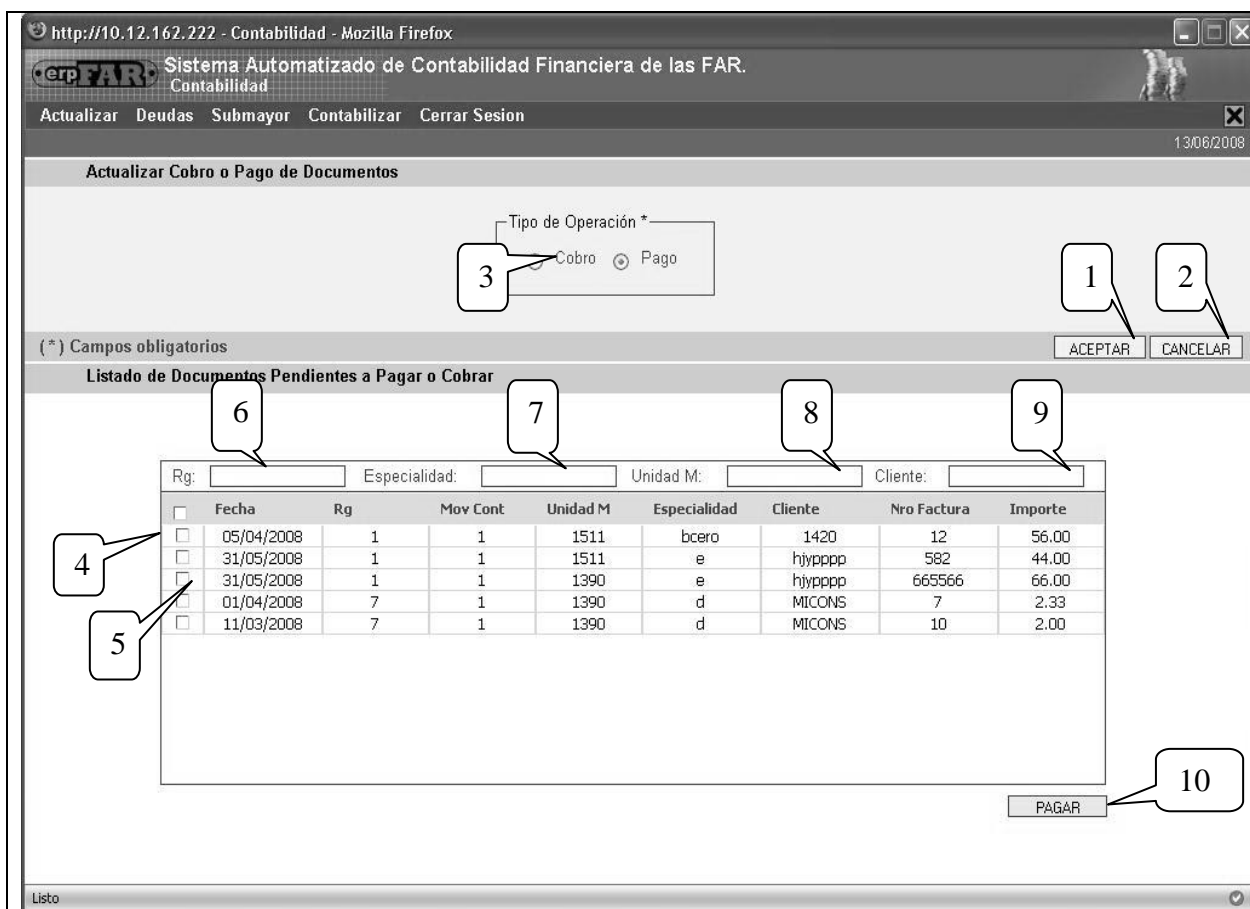 http://10.12.162.222 - Contabilidad - Mozilla Firefox
erpFAR Sistema Automatizado de Contabilidad Financiera de las FAR.
Contabilidad
Actualizar Deudas Submayor Contabilizar Cerrar Sesion
13/06/2008
Actualizar Cobro o Pago de Documentos
Tipo de Operación *
Cobro Pago
3
1
2
(*) Campos obligatorios ACEPTAR CANCELAR
Listado de Documentos Pendientes a Pagar o Cobrar
6 7 8 9
Rg: Especialidad: Unidad M: Cliente:
Fecha Rg Mov Cont Unidad M Especialidad Cliente Nro Factura Importe
05/04/2008 1 1 1511 bcero 1420 12 56.00
31/05/2008 1 1 1511 e hjypppp 582 44.00
31/05/2008 1 1 1390 e hjypppp 665566 66.00
01/04/2008 7 1 1390 d MICONS 7 2.33
11/03/2008 7 1 1390 d MICONS 10 2.00
4
5
10
PAGAR
Listo